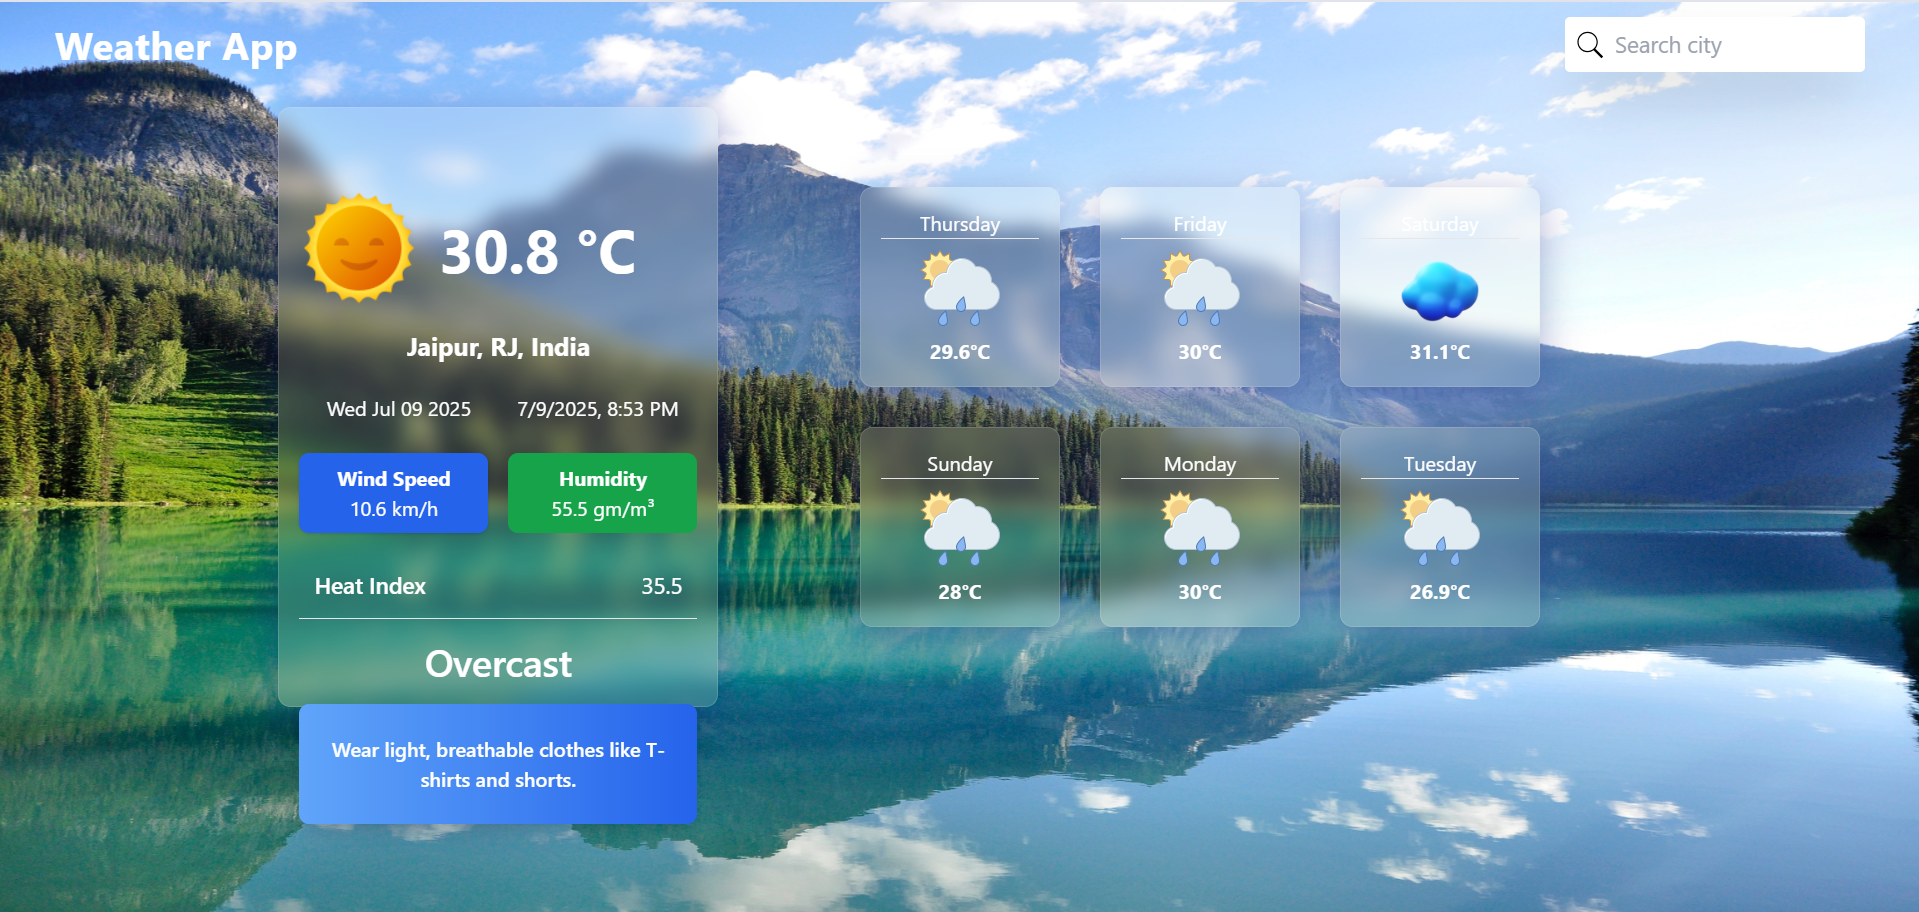 Weather App
Search city
30.8 °C
Jaipur, RJ, India
Wed Jul 09 2025
7/9/2025, 8:53 PM
Wind Speed
10.6 km/h
Humidity
55.5 gm/m³
Heat Index
35.5
Overcast
Wear light, breathable clothes like T-
shirts and shorts.
Thursday
29.6°C
Friday
30°C
Saturday
31.1°C
Sunday
28°C
Monday
30°C
Tuesday
26.9°C